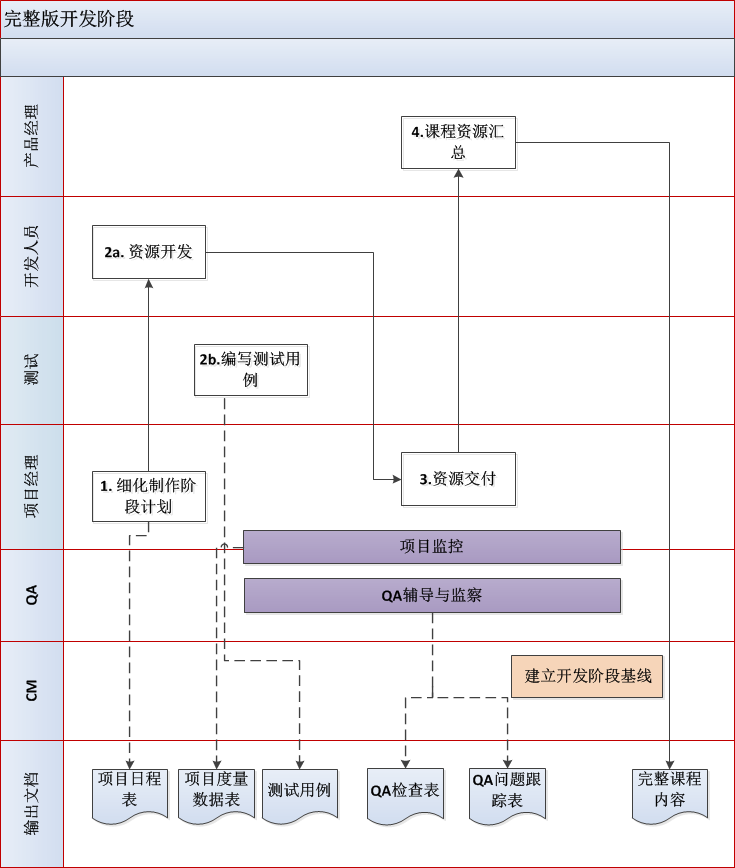 完整版开发阶段
产品经理
4.课程资源汇
总
开发人员
2a. 资源开发
测试
2b.编写测试用
例
项目经理
1. 细化制作阶
段计划
3.资源交付
项目监控
QA
QA辅导与监察
CM
建立开发阶段基线
输出文档
项目日程
表
项目度量
数据表
测试用例
QA检查表
QA问题跟
踪表
完整课程
内容